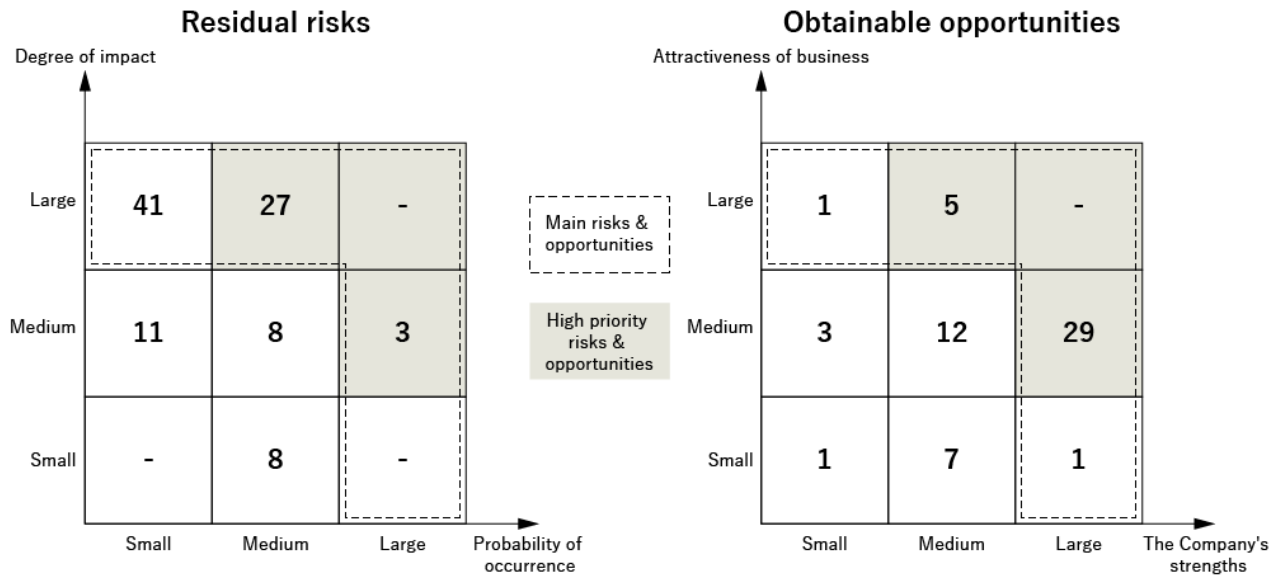 Residual risks
Degree of impact
Large
41
27
-
Medium
11
8
3
Small
-
8
-
Small
Medium
Large
Probability of
occurrence
Main risks &
opportunities
High priority
risks &
opportunities
Obtainable opportunities
Attractiveness of business
Large
1
5
-
Medium
3
12
29
Small
1
7
1
Small
Medium
Large
The Company's
strengths